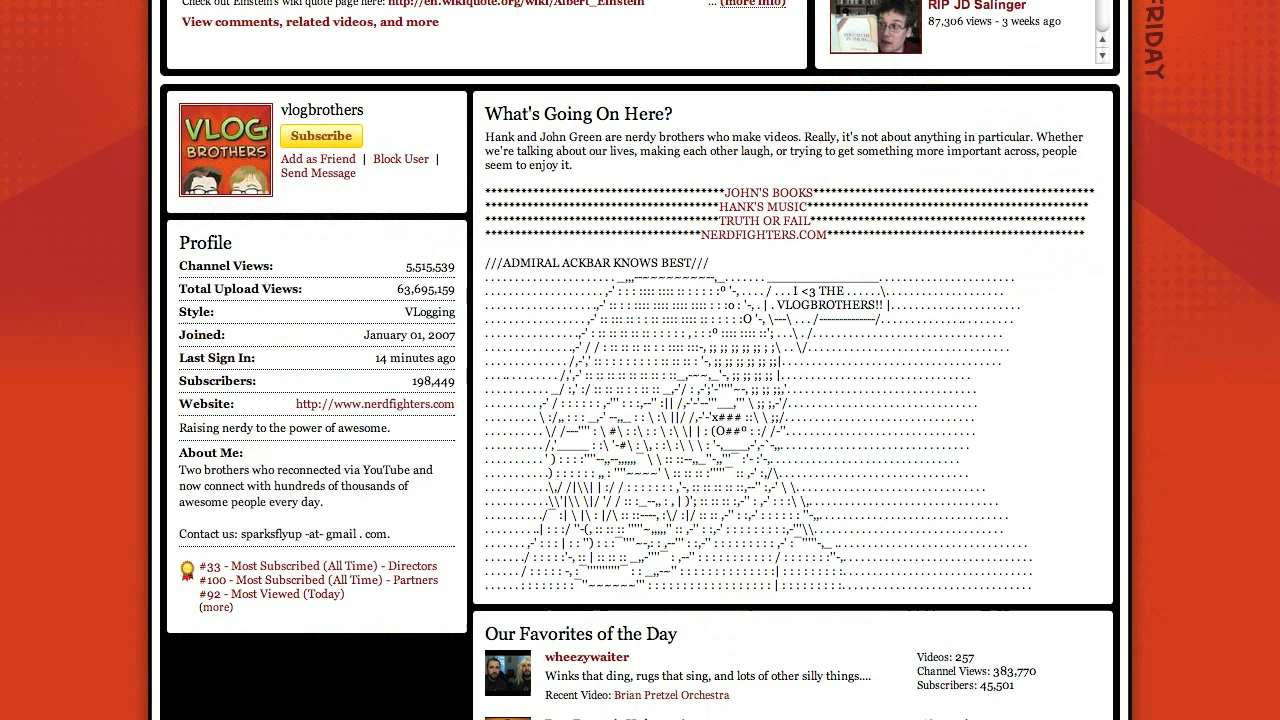 Check out Einstein's wiki quote page here: http://en.wikiquote.org/wiki/Albert_Einstein ... (more info)
View comments, related videos, and more
RIP JD Salinger
87,306 views - 3 weeks ago
FRIDAY
VLOG
BROTHERS
vlogbrothers
Subscribe
Add as Friend | Block User |
Send Message
Profile
Channel Views: 5,515,539
Total Upload Views: 63,695,159
Style: VLogging
Joined: January 01, 2007
Last Sign In: 14 minutes ago
Subscribers: 198,449
Website: http://www.nerdfighters.com
Raising nerdy to the power of awesome.
About Me:
Two brothers who reconnected via YouTube and
now connect with hundreds of thousands of
awesome people every day.
Contact us: sparksflyup -at- gmail . com.
#33 - Most Subscribed (All Time) - Directors
#100 - Most Subscribed (All Time) - Partners
#92 - Most Viewed (Today)
(more)
What's Going On Here?
Hank and John Green are nerdy brothers who make videos. Really, it's not about anything in particular. Whether
we're talking about our lives, making each other laugh, or trying to get something more important across, people
seem to enjoy it.
JOHN'S BOOKS
HANK'S MUSIC
TRUTH OR FAIL
NERDFIGHTERS.COM
///ADMIRAL ACKBAR KNOWS BEST///
I <3 THE
VLOGBROTHERS!!
Our Favorites of the Day
wheezywaiter
Winks that ding, rugs that sing, and lots of other silly things....
Recent Video: Brian Pretzel Orchestra
Videos: 257
Channel Views: 383,770
Subscribers: 45,501